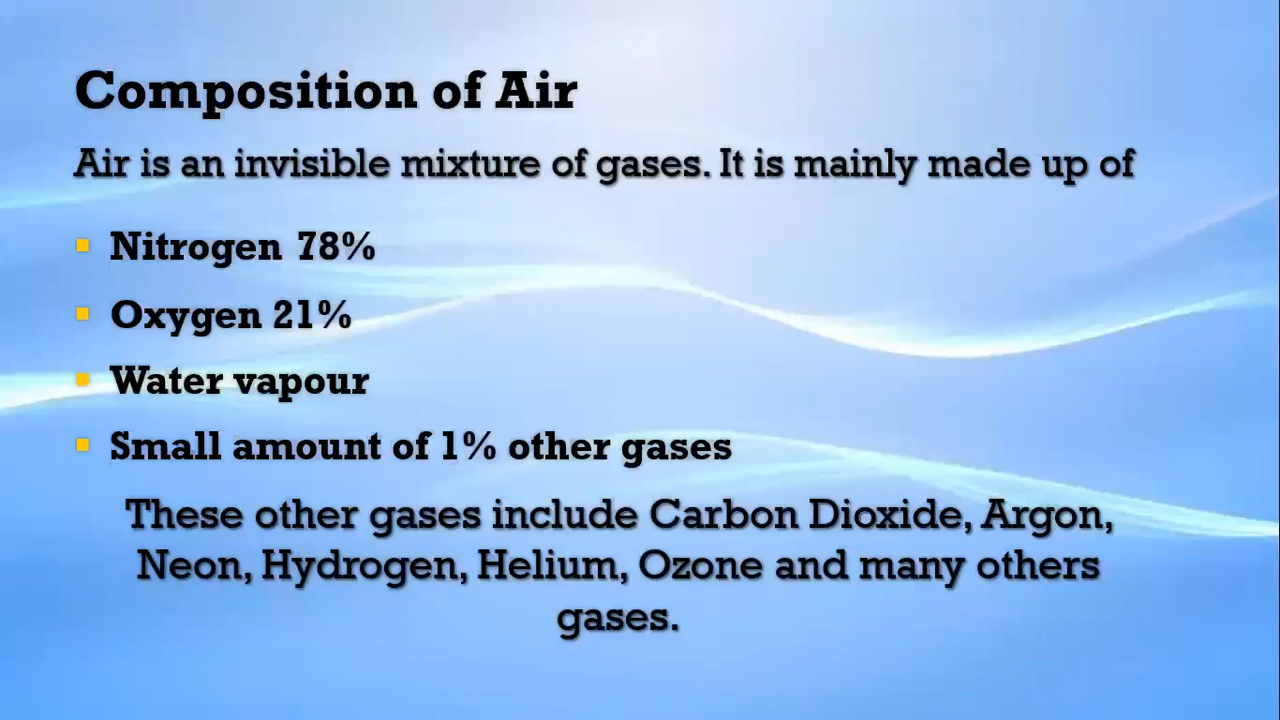 Composition of Air
Air is an invisible mixture of gases. It is mainly made up of
Nitrogen 78%
Oxygen 21%
Water vapour
Small amount of 1% other gases
These other gases include Carbon Dioxide, Argon,
Neon, Hydrogen, Helium, Ozone and many others
gases.